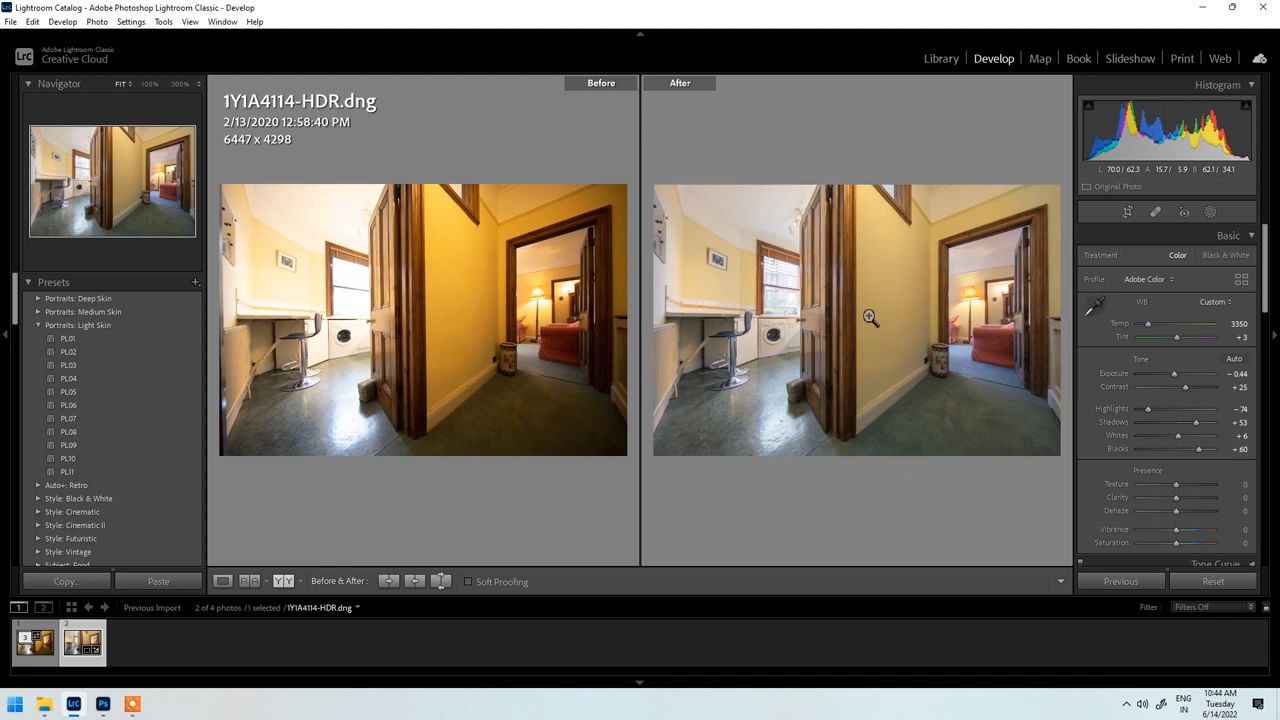 Lightroom Catalog - Adobe Photoshop Lightroom Classic - Develop
File Edit Develop Photo Settings Tools View Window Help
LrC
Adobe Lightroom Classic
Creative Cloud
Library | Develop | Map | Book | Slideshow | Print | Web
Navigator FIT 100% 300%
Presets +
Portraits: Deep Skin
Portraits: Medium Skin
Portraits: Light Skin
PL01
PL02
PL03
PL04
PL05
PL06
PL07
PL08
PL09
PL10
PL11
Auto+: Retro
Style: Black & White
Style: Cinematic
Style: Cinematic II
Style: Futuristic
Style: Vintage
Subject: Food
Copy... Paste
Before After
1Y1A4114-HDR.dng
2/13/2020 12:58:40 PM
6447 x 4298
Histogram
L 70.0/ 62.3 A 15.7/ 5.9 B 62.1/ 34.1
Original Photo
Basic
Treatment: Color | Black & White
Profile: Adobe Color
WB: Custom
Temp 3350
Tint + 3
Tone Auto
Exposure - 0.44
Contrast + 25
Highlights - 74
Shadows + 53
Whites + 6
Blacks + 60
Presence
Texture 0
Clarity 0
Dehaze 0
Vibrance 0
Saturation 0
Tone Curve
Previous Reset
R A Y Y Before & After : Soft Proofing
1 2 Previous Import 2 of 4 photos / 1 selected / 1Y1A4114-HDR.dng Filter : Filters Off
1 2
3
LrC Ps
ENG
IN
10:44 AM
Tuesday
6/14/2022